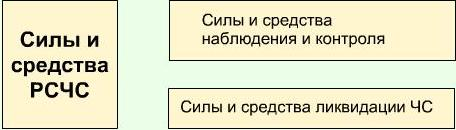 Силы и
средства
РСЧС
Силы и средства
наблюдения и контроля
Силы и средства ликвидации ЧС